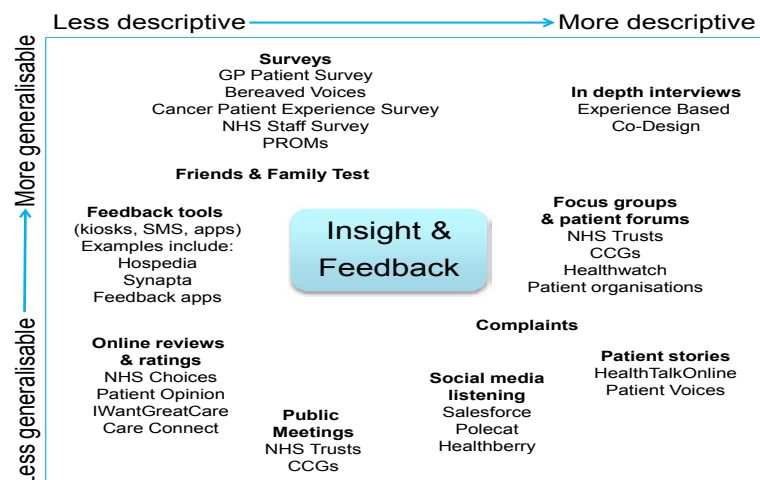 Less descriptive
More descriptive
More generalisable
Less generalisable
Surveys
GP Patient Survey
Bereaved Voices
Cancer Patient Experience Survey
NHS Staff Survey
PROMs
In depth interviews
Experience Based
Co-Design
Friends & Family Test
Feedback tools
(kiosks, SMS, apps)
Examples include:
Hospedia
Synapta
Feedback apps
Insight &
Feedback
Focus groups
& patient forums
NHS Trusts
CCGs
Healthwatch
Patient organisations
Complaints
Online reviews
& ratings
NHS Choices
Patient Opinion
IWantGreatCare
Care Connect
Public
Meetings
NHS Trusts
CCGs
Social media
listening
Salesforce
Polecat
Healthberry
Patient stories
HealthTalkOnline
Patient Voices